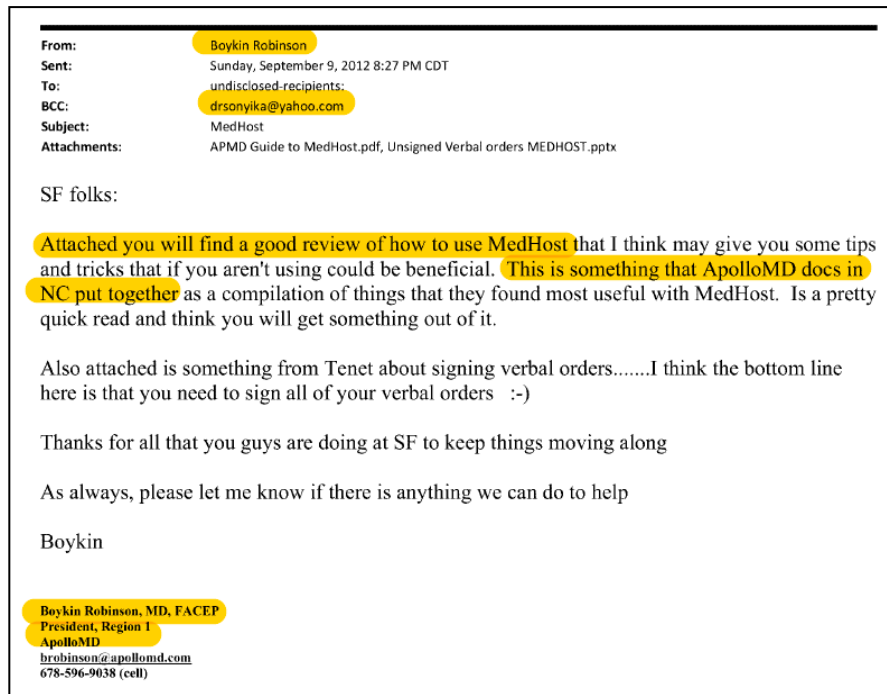 From: Boykin Robinson
Sent: Sunday, September 9, 2012 8:27 PM CDT
To: undisclosed-recipients:
BCC: drsonyika@yahoo.com
Subject: MedHost
Attachments: APMD Guide to MedHost.pdf, Unsigned Verbal orders MEDHOST.pptx
SF folks:
Attached you will find a good review of how to use MedHost that I think may give you some tips
and tricks that if you aren't using could be beneficial. This is something that ApolloMD docs in
NC put together as a compilation of things that they found most useful with MedHost. Is a pretty
quick read and think you will get something out of it.
Also attached is something from Tenet about signing verbal orders.......I think the bottom line
here is that you need to sign all of your verbal orders :-)
Thanks for all that you guys are doing at SF to keep things moving along
As always, please let me know if there is anything we can do to help
Boykin
Boykin Robinson, MD, FACEP
President, Region 1
ApolloMD
brobinson@apollomd.com
678-596-9038 (cell)